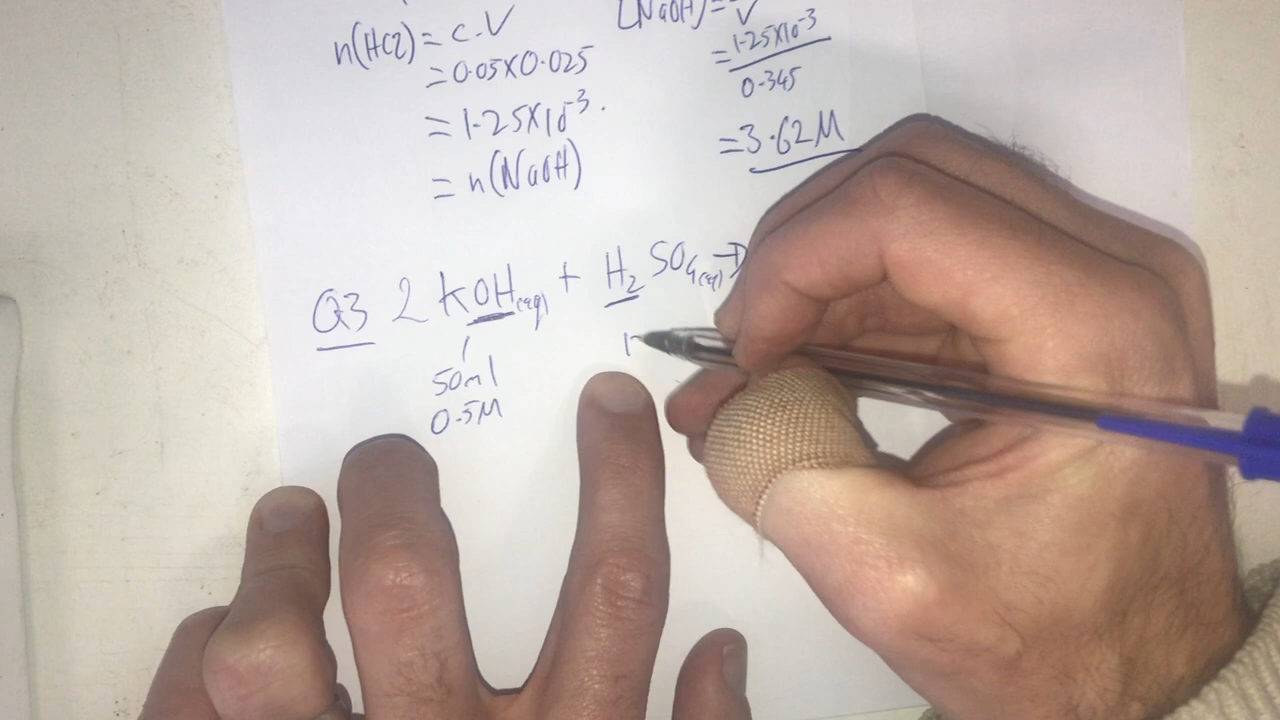 n(HCl) = c.V
= 0.05×0.025
= 1.25×10⁻³.
= n(NaOH)
[NaOH] =
V
= 1.25×10⁻³
0.345
= 3.62M
Q3 2 KOH(aq) + H₂SO₄(aq) →
50ml
0.5M